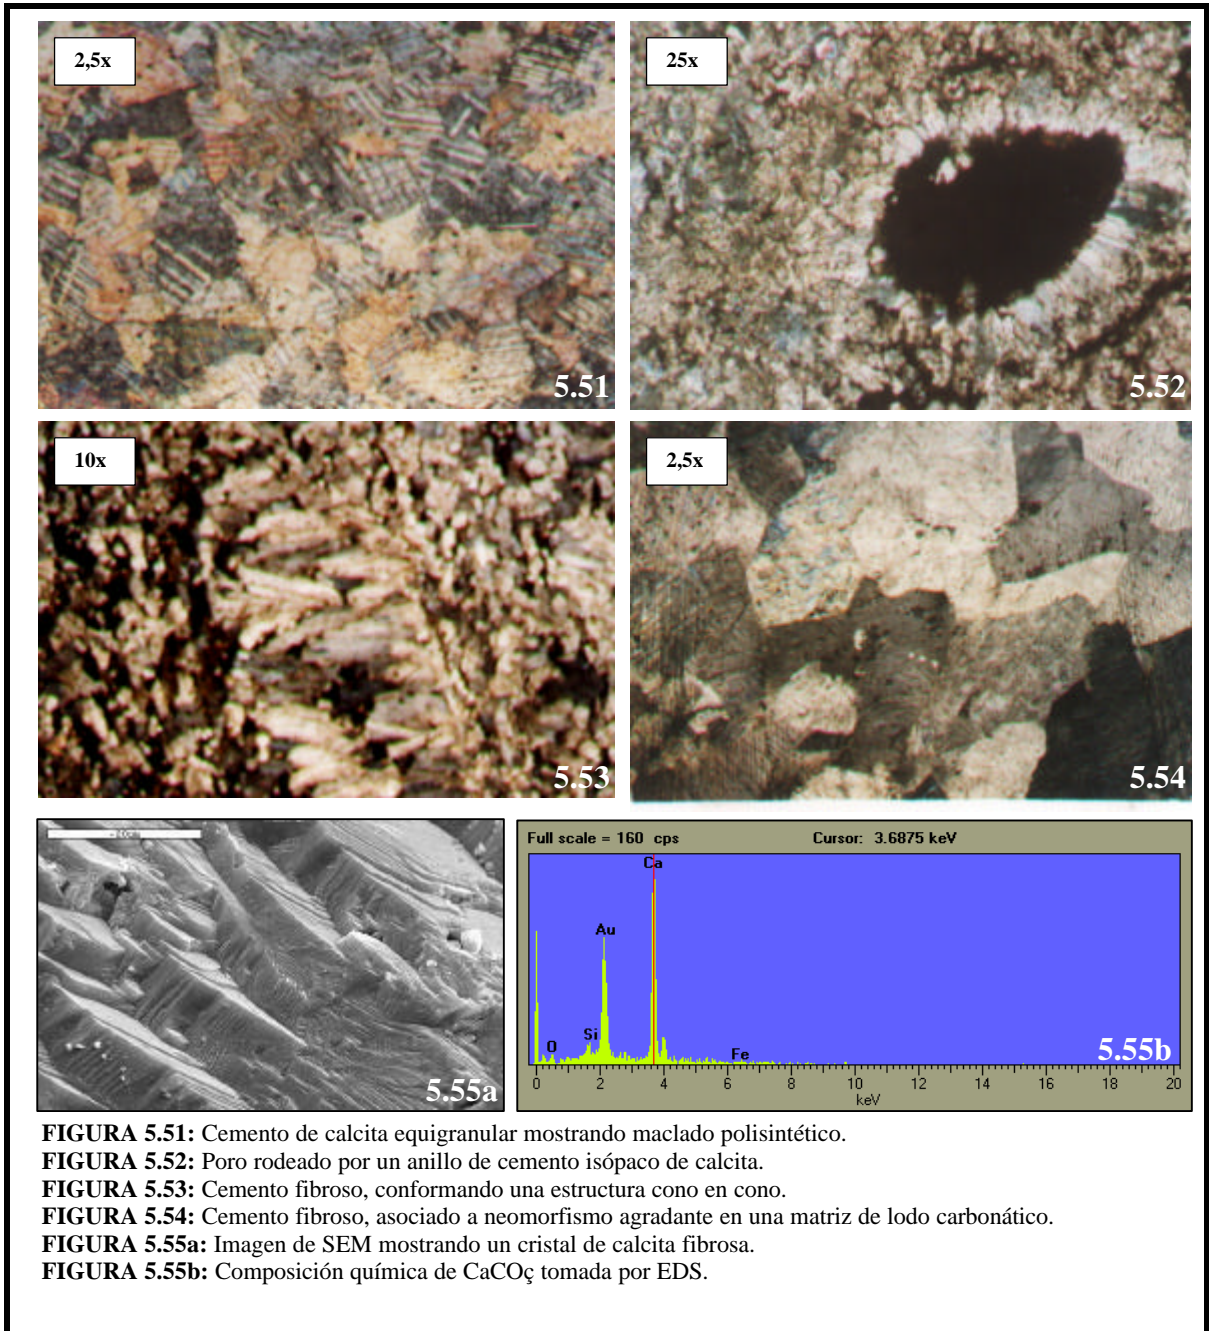 2,5x
5.51
25x
5.52
10x
5.53
2,5x
5.54
5.55a
Full scale = 160 cps Cursor: 3.6875 keV
Ca
Au
Si
O
Fe
5.55b
0 2 4 6 8 10 12 14 16 18 20
keV
FIGURA 5.51: Cemento de calcita equigranular mostrando maclado polisintético.
FIGURA 5.52: Poro rodeado por un anillo de cemento isópaco de calcita.
FIGURA 5.53: Cemento fibroso, conformando una estructura cono en cono.
FIGURA 5.54: Cemento fibroso, asociado a neomorfismo agradante en una matriz de lodo carbonático.
FIGURA 5.55a: Imagen de SEM mostrando un cristal de calcita fibrosa.
FIGURA 5.55b: Composición química de CaCOç tomada por EDS.